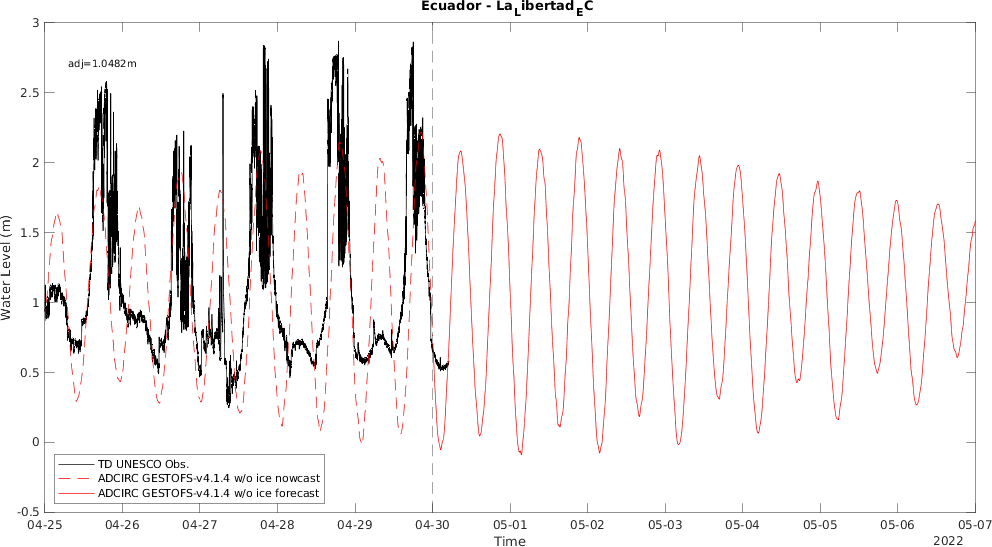 Ecuador - LaLibertadEC
adj=1.0482m
Water Level (m)
3
2.5
2
1.5
1
0.5
0
-0.5
TD UNESCO Obs.
ADCIRC GESTOFS-v4.1.4 w/o ice nowcast
ADCIRC GESTOFS-v4.1.4 w/o ice forecast
04-25 04-26 04-27 04-28 04-29 04-30 05-01 05-02 05-03 05-04 05-05 05-06 05-07
Time
2022